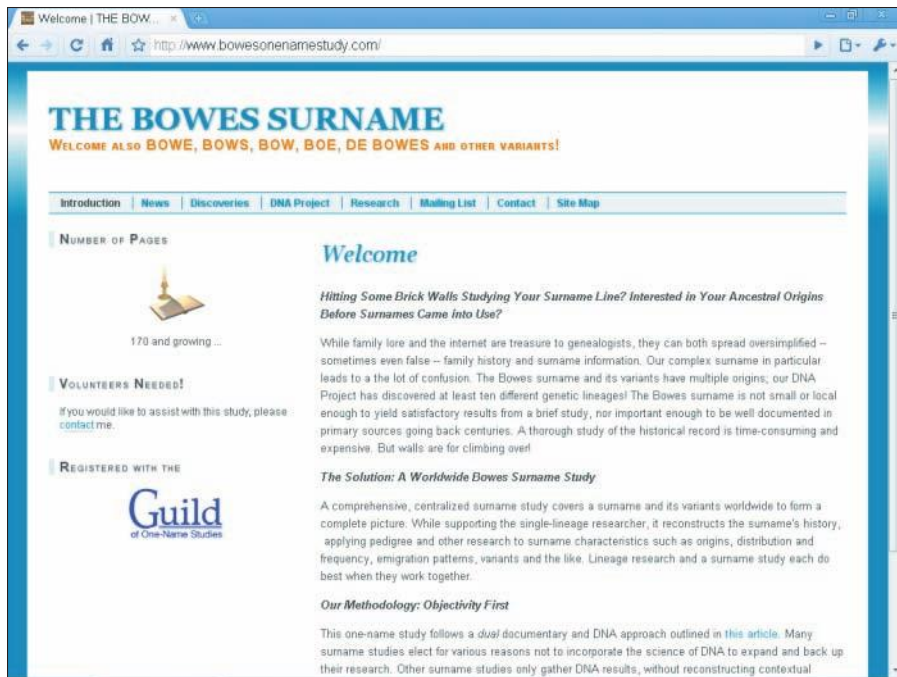 Welcome | THE BOW...
http://www.bowesonenamestudy.com/
THE BOWES SURNAME
WELCOME ALSO BOWE, BOWS, BOW, BOE, DE BOWES AND OTHER VARIANTS!
Introduction | News | Discoveries | DNA Project | Research | Mailing List | Contact | Site Map
NUMBER OF PAGES
170 and growing ...
VOLUNTEERS NEEDED!
If you would like to assist with this study, please
contact me.
REGISTERED WITH THE
Guild
of One-Name Studies
Welcome
Hitting Some Brick Walls Studying Your Surname Line? Interested in Your Ancestral Origins
Before Surnames Came into Use?
While family lore and the internet are treasure to genealogists, they can both spread oversimplified –
sometimes even false – family history and surname information. Our complex surname in particular
leads to a the lot of confusion. The Bowes surname and its variants have multiple origins; our DNA
Project has discovered at least ten different genetic lineages! The Bowes surname is not small or local
enough to yield satisfactory results from a brief study, nor important enough to be well documented in
primary sources going back centuries. A thorough study of the historical record is time-consuming and
expensive. But walls are for climbing over!
The Solution: A Worldwide Bowes Surname Study
A comprehensive, centralized surname study covers a surname and its variants worldwide to form a
complete picture. While supporting the single-lineage researcher, it reconstructs the surname's history,
applying pedigree and other research to surname characteristics such as origins, distribution and
frequency, emigration patterns, variants and the like. Lineage research and a surname study each do
best when they work together.
Our Methodology: Objectivity First
This one-name study follows a dual documentary and DNA approach outlined in this article. Many
surname studies elect for various reasons not to incorporate the science of DNA to expand and back up
their research. Other surname studies only gather DNA results, without reconstructing contextual